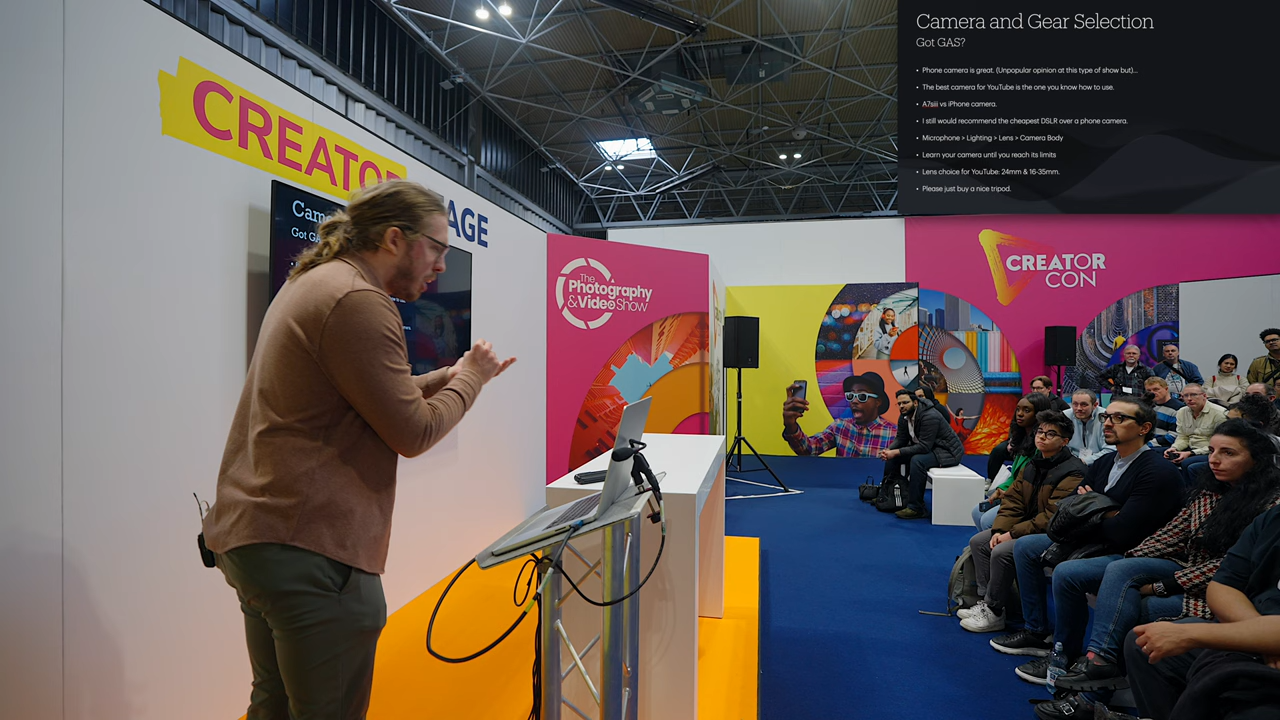 Camera and Gear Selection
Got GAS?
• Phone camera is great. (Unpopular opinion at this type of show but)...
• The best camera for YouTube is the one you know how to use.
• A7siii vs iPhone camera.
• I still would recommend the cheapest DSLR over a phone camera.
• Microphone > Lighting > Lens > Camera Body
• Learn your camera until you reach its limits
• Lens choice for YouTube: 24mm & 16-35mm.
• Please just buy a nice tripod.
CREATOR
AGE
Cam
Got GA
The
Photography
& Video Show
CREATOR
CON